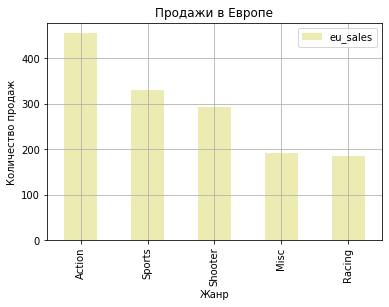 Продажи в Европе
eu_sales
Количество продаж
400
300
200
100
0
Action
Sports
Shooter
Misc
Racing
Жанр